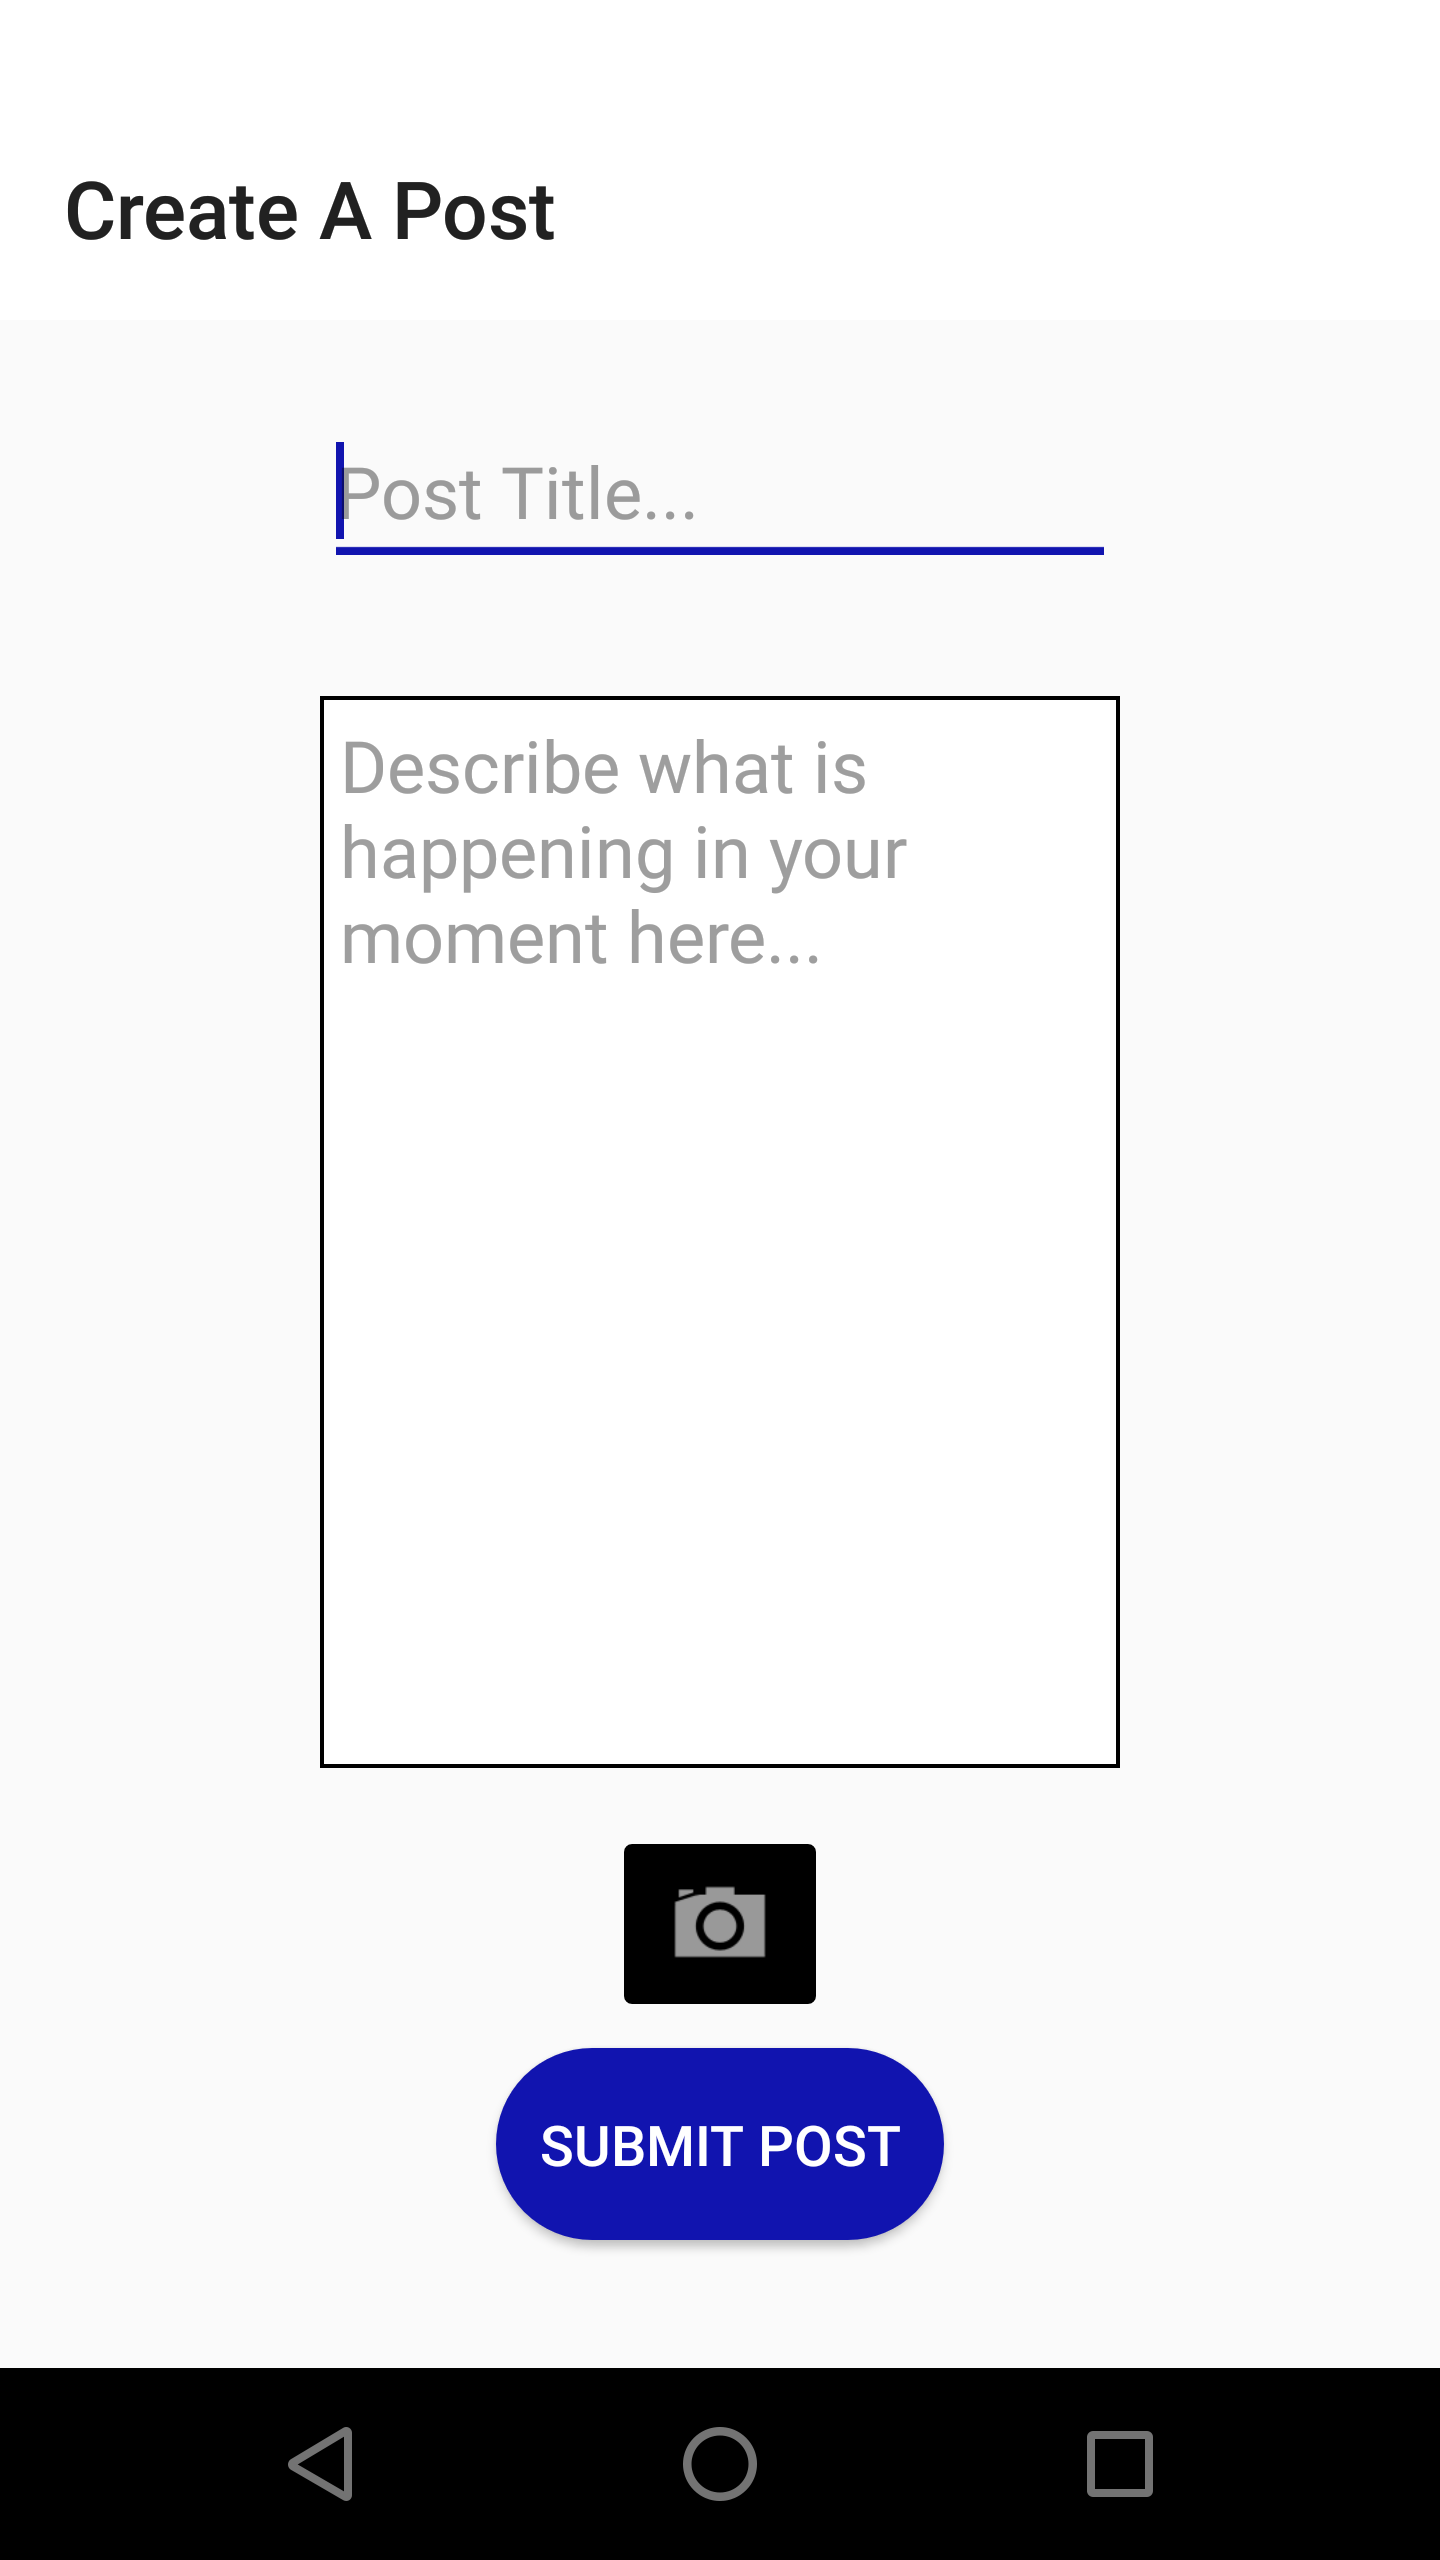 Create A Post
Post Title...
Describe what is
happening in your
moment here...
SUBMIT POST